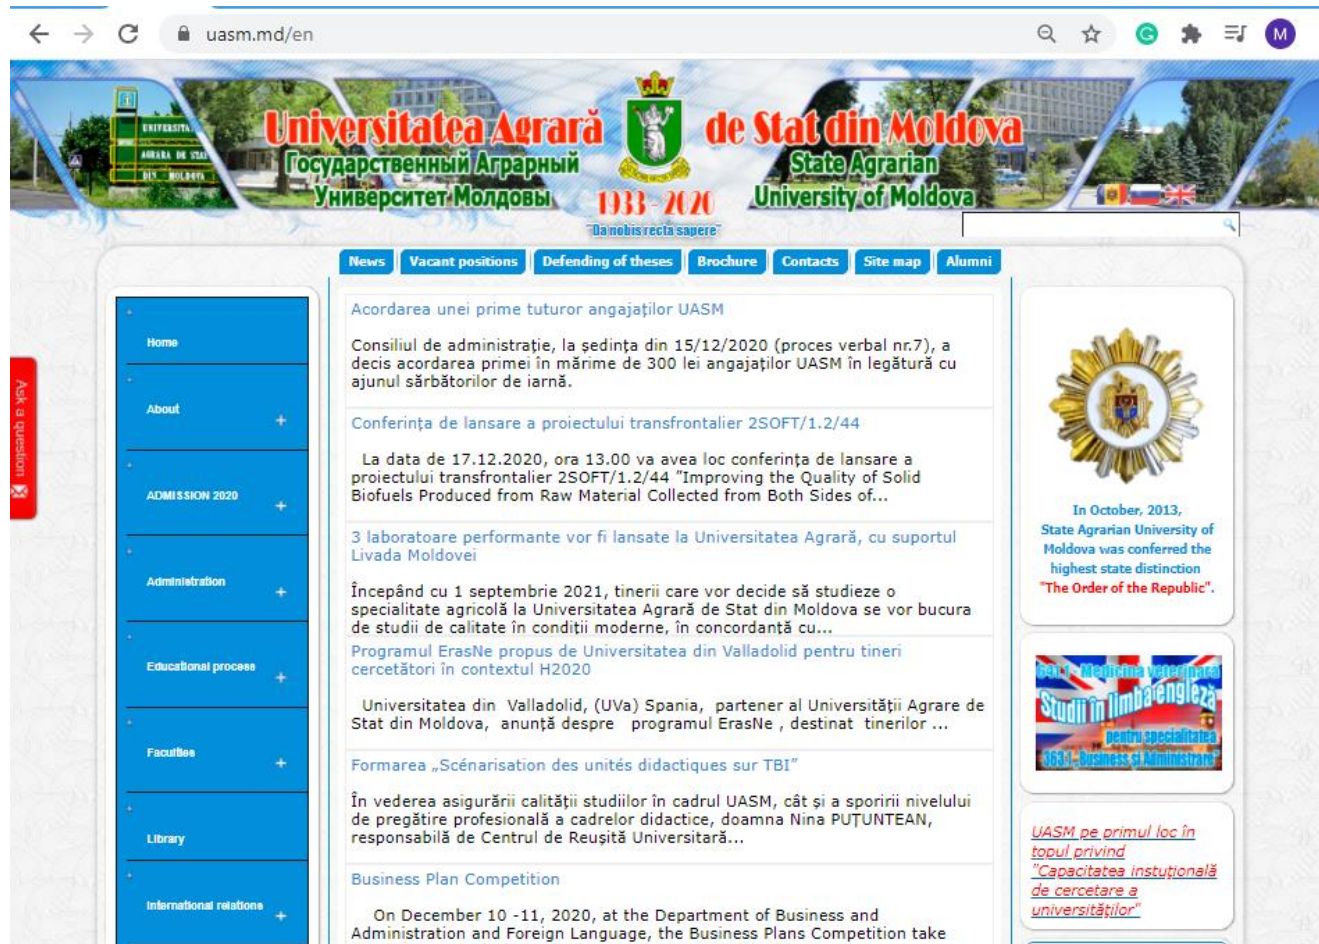 uasm.md/en
M
UNIVERSITA
AGRARA DE STAT
DIN MOLDOVA
Universitatea Agrară de Stat din Moldova
Государственный Аграрный
Университет Молдовы
State Agrarian
University of Moldova
1933 - 2020
"Da nobis recta sapere"
News
Vacant positions
Defending of theses
Brochure
Contacts
Site map
Alumni
Ask a question
Home
About
ADMISSION 2020
Administration
Educational process
Faculties
Library
International relations
Acordarea unei prime tuturor angajaților UASM
Consiliul de administrație, la ședința din 15/12/2020 (proces verbal nr.7), a
decis acordarea primei în mărime de 300 lei angajaților UASM în legătură cu
ajunul sărbătorilor de iarnă.
Conferința de lansare a proiectului transfrontalier 2SOFT/1.2/44
La data de 17.12.2020, ora 13.00 va avea loc conferința de lansare a
proiectului transfrontalier 2SOFT/1.2/44 "Improving the Quality of Solid
Biofuels Produced from Raw Material Collected from Both Sides of...
3 laboratoare performante vor fi lansate la Universitatea Agrară, cu suportul
Livada Moldovei
Începând cu 1 septembrie 2021, tinerii care vor decide să studieze o
specialitate agricolă la Universitatea Agrară de Stat din Moldova se vor bucura
de studii de calitate în condiții moderne, în concordanță cu...
Programul ErasNe propus de Universitatea din Valladolid pentru tineri
cercetători în contextul H2020
Universitatea din Valladolid, (UVa) Spania, partener al Universității Agrare de
Stat din Moldova, anunță despre programul ErasNe , destinat tinerilor ...
Formarea „Scénarisation des unités didactiques sur TBI”
În vederea asigurării calității studiilor în cadrul UASM, cât și a sporirii nivelului
de pregătire profesională a cadrelor didactice, doamna Nina PUȚUNTEAN,
responsabilă de Centrul de Reușită Universitară...
Business Plan Competition
On December 10 -11, 2020, at the Department of Business and
Administration and Foreign Language, the Business Plans Competition take
In October, 2013,
State Agrarian University of
Moldova was conferred the
highest state distinction
"The Order of the Republic".
641.1 - Medicina veterinara
Studii în limba engleză
pentru specialitatea
363.1 -Business si Administrare"
UASM pe primul loc în
topul privind
"Capacitatea instuțională
de cercetare a
universităților"